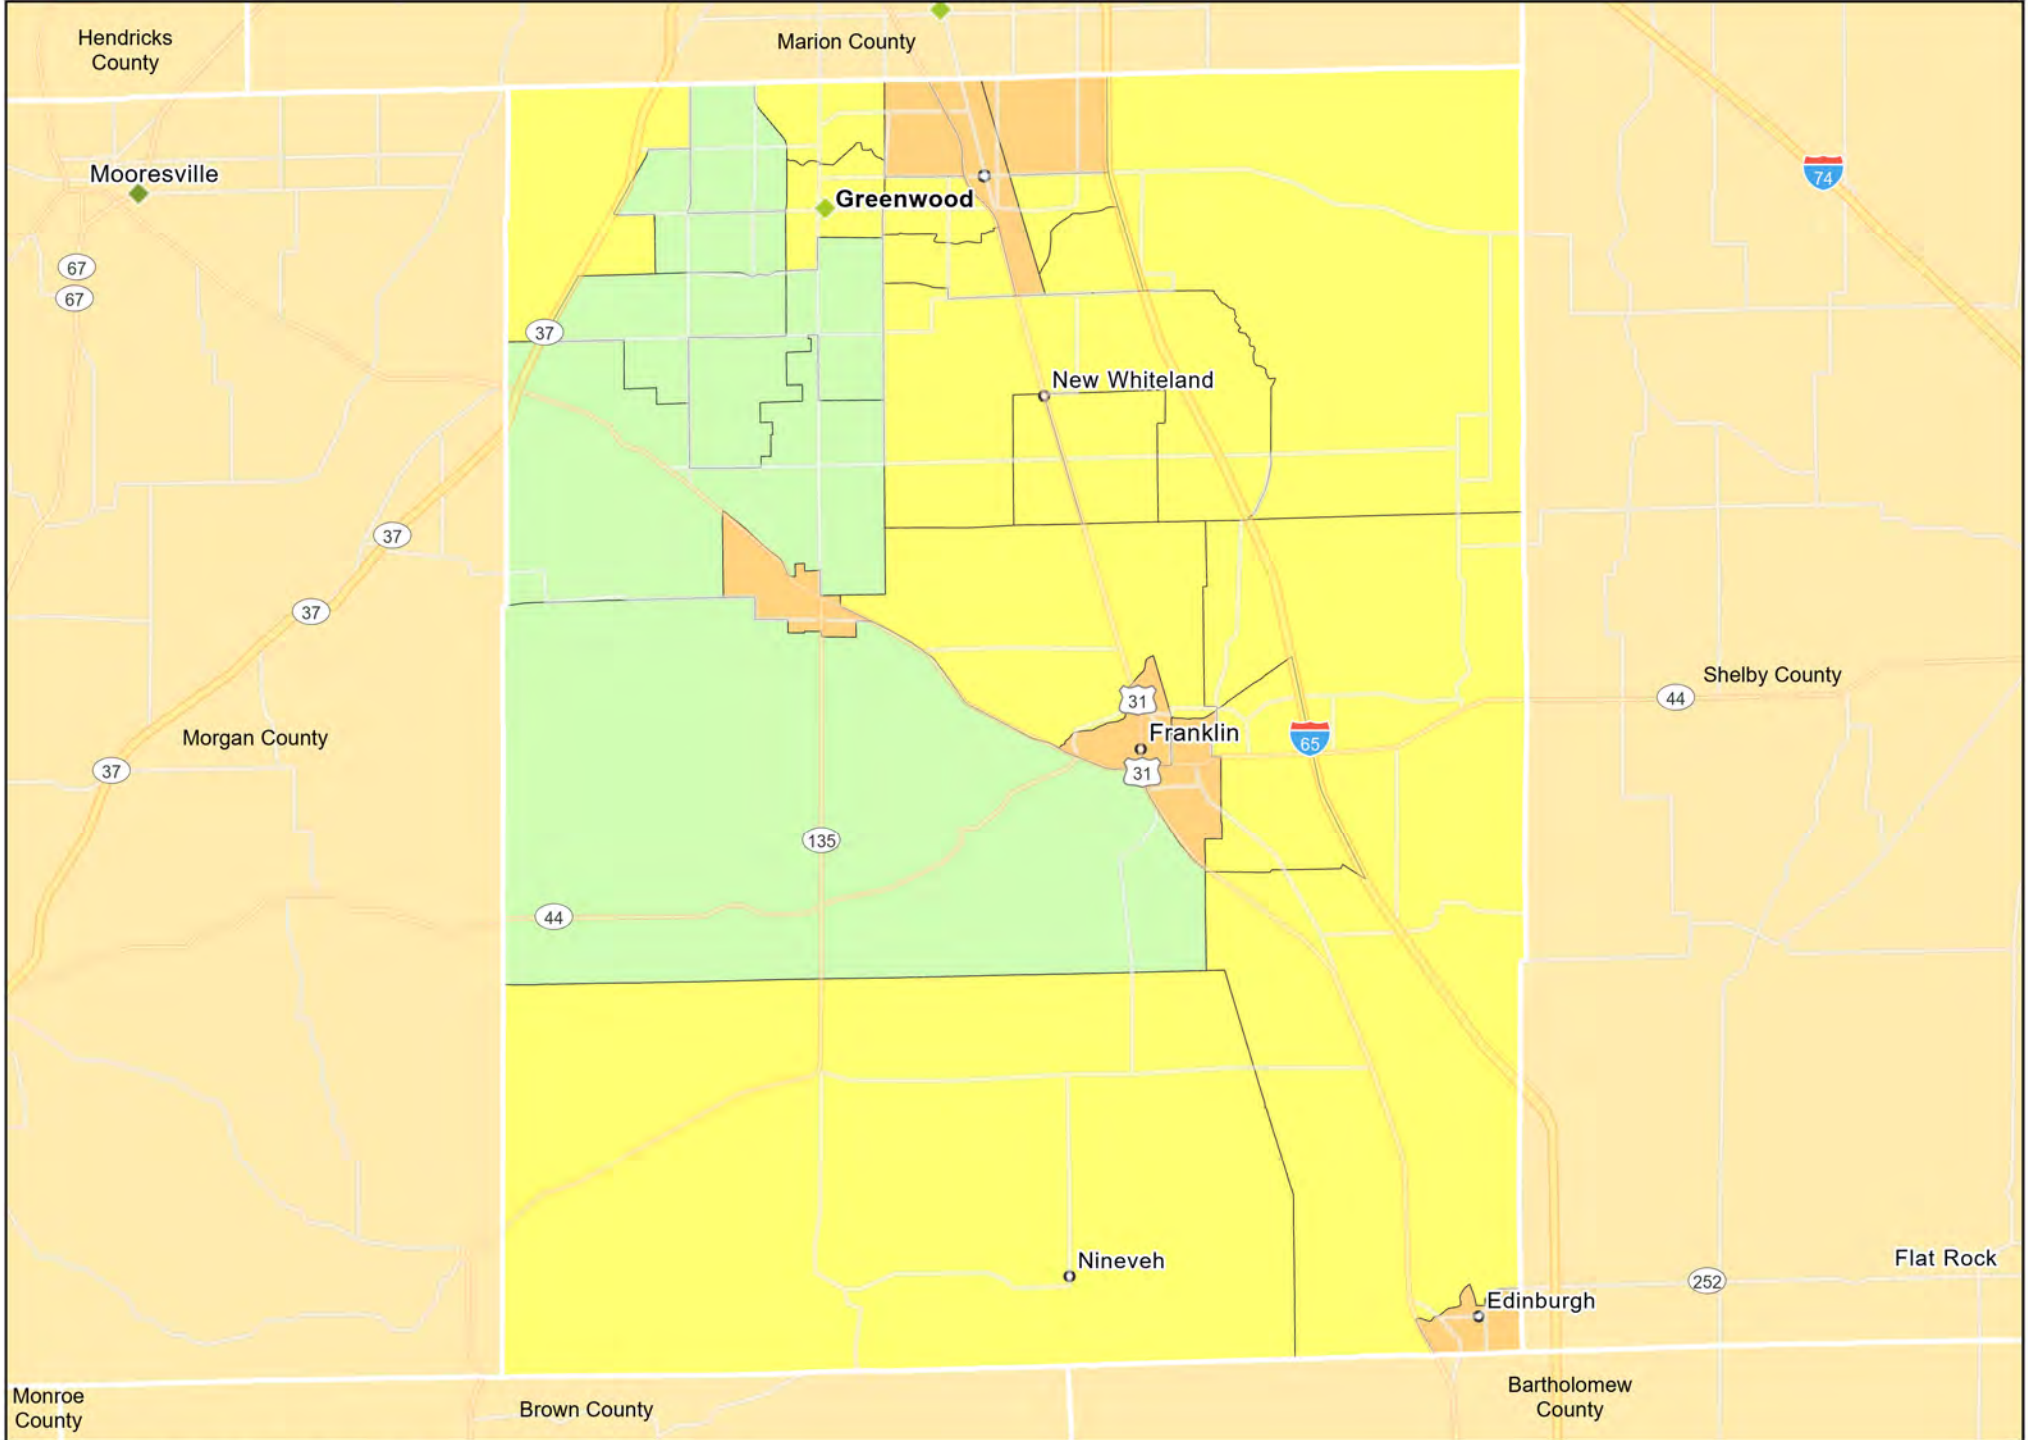 Hendricks
County
Marion County
Mooresville
74
Greenwood
67
67
37
New Whiteland
37
37
Shelby County
44
31
Franklin
Morgan County
65
37
31
135
44
Nineveh
Flat Rock
252
Edinburgh
Monroe
County
Brown County
Bartholomew
County